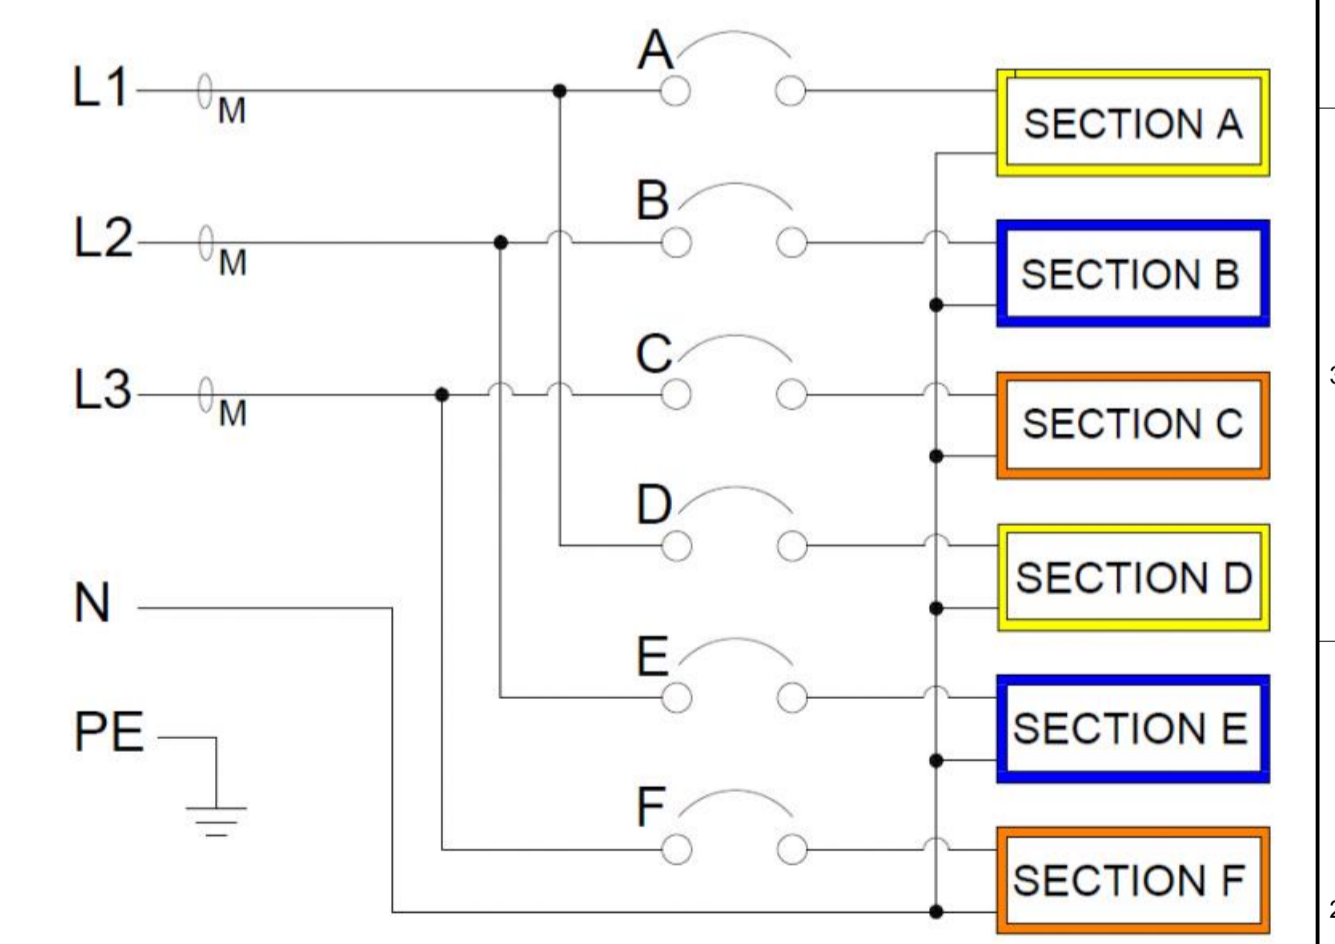 A
L1
M
SECTION A
B
L2
M
SECTION B
C
L3
M
SECTION C
D
SECTION D
N
E
SECTION E
PE
F
SECTION F